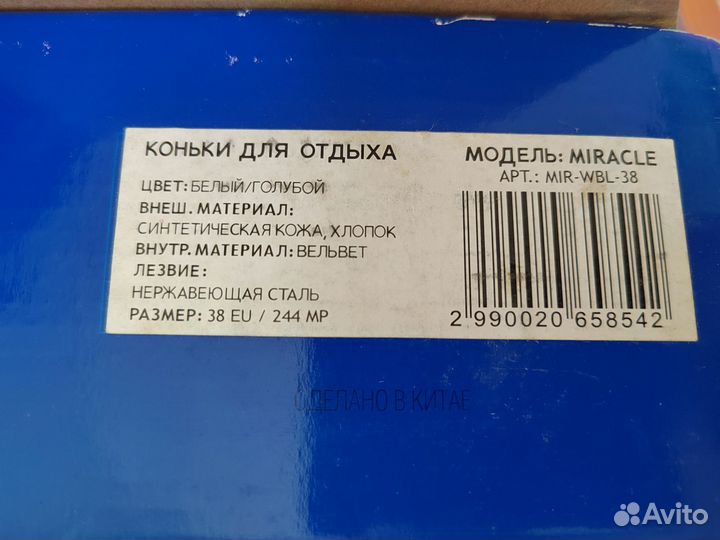 КОНЬКИ ДЛЯ ОТДЫХА
ЦВЕТ: БЕЛЫЙ/ГОЛУБОЙ
ВНЕШ. МАТЕРИАЛ:
СИНТЕТИЧЕСКАЯ КОЖА, ХЛОПОК
ВНУТР. МАТЕРИАЛ: ВЕЛЬВЕТ
ЛЕЗВИЕ:
НЕРЖАВЕЮЩАЯ СТАЛЬ
РАЗМЕР: 38 EU / 244 МР
МОДЕЛЬ: MIRACLE
АРТ.: MIR-WBL-38
2 990020 658542
СДЕЛАНО В КИТАЕ
Avito